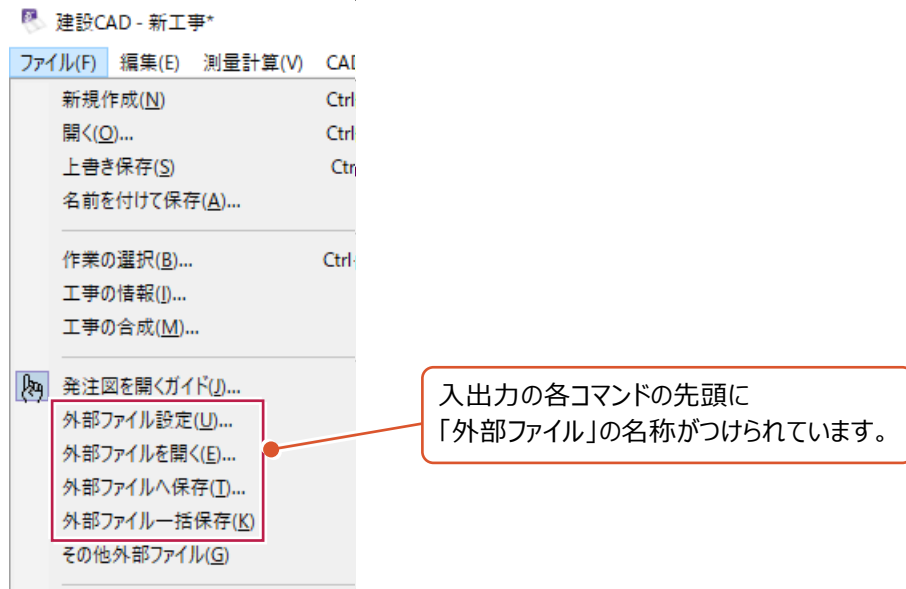 建設CAD - 新工事*
ファイル(F) 編集(E) 測量計算(V)
新規作成(N)
開く(O)...
上書き保存(S)
名前を付けて保存(A)...
作業の選択(B)...
工事の情報(I)...
工事の合成(M)...
発注図を開くガイド(J)...
外部ファイル設定(U)...
外部ファイルを開く(E)...
外部ファイルへ保存(T)...
外部ファイル一括保存(K)
その他外部ファイル(G)
入出力の各コマンドの先頭に
「外部ファイル」の名称がつけられています。